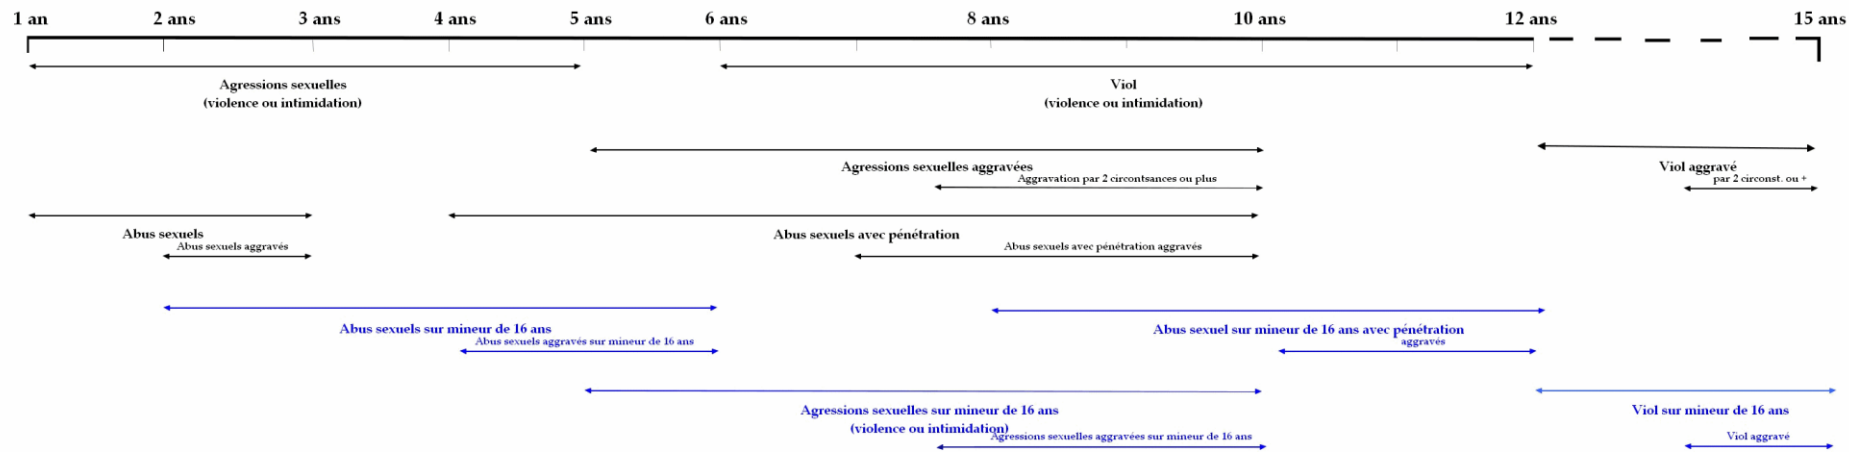 1 an 2 ans 3 ans 4 ans 5 ans 6 ans 8 ans 10 ans 12 ans 15 ans
Agressions sexuelles
(violence ou intimidation)
Viol
(violence ou intimidation)
Agressions sexuelles aggravées
Aggravation par 2 circontsances ou plus
Viol aggravé
par 2 circonst. ou +
Abus sexuels
Abus sexuels aggravés
Abus sexuels avec pénétration
Abus sexuels avec pénétration aggravés
Abus sexuels sur mineur de 16 ans
Abus sexuels aggravés sur mineur de 16 ans
Abus sexuel sur mineur de 16 ans avec pénétration
aggravés
Agressions sexuelles sur mineur de 16 ans
(violence ou intimidation)
Agressions sexuelles aggravées sur mineur de 16 ans
Viol sur mineur de 16 ans
Viol aggravé